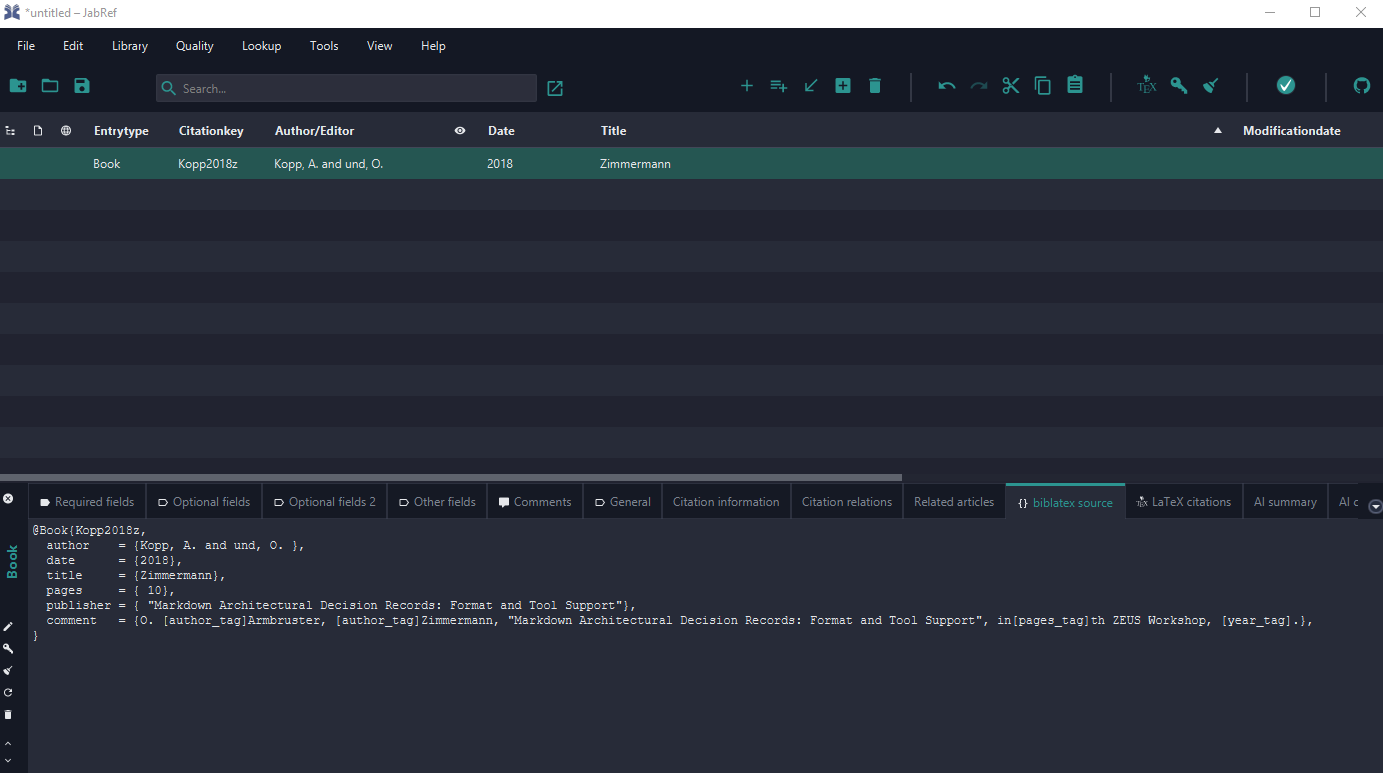 *untitled – JabRef
File Edit Library Quality Lookup Tools View Help
Search...
TEX
Entrytype Citationkey Author/Editor Date Title Modificationdate
Book Kopp2018z Kopp, A. and und, O. 2018 Zimmermann
Required fields Optional fields Optional fields 2 Other fields Comments General Citation information Citation relations Related articles {} biblatex source TEX LaTeX citations AI summary AI c
Book
@Book{Kopp2018z,
author = {Kopp, A. and und, O. },
date = {2018},
title = {Zimmermann},
pages = { 10},
publisher = { "Markdown Architectural Decision Records: Format and Tool Support"},
comment = {O. [author_tag]Armbruster, [author_tag]Zimmermann, "Markdown Architectural Decision Records: Format and Tool Support", in[pages_tag]th ZEUS Workshop, [year_tag].},
}